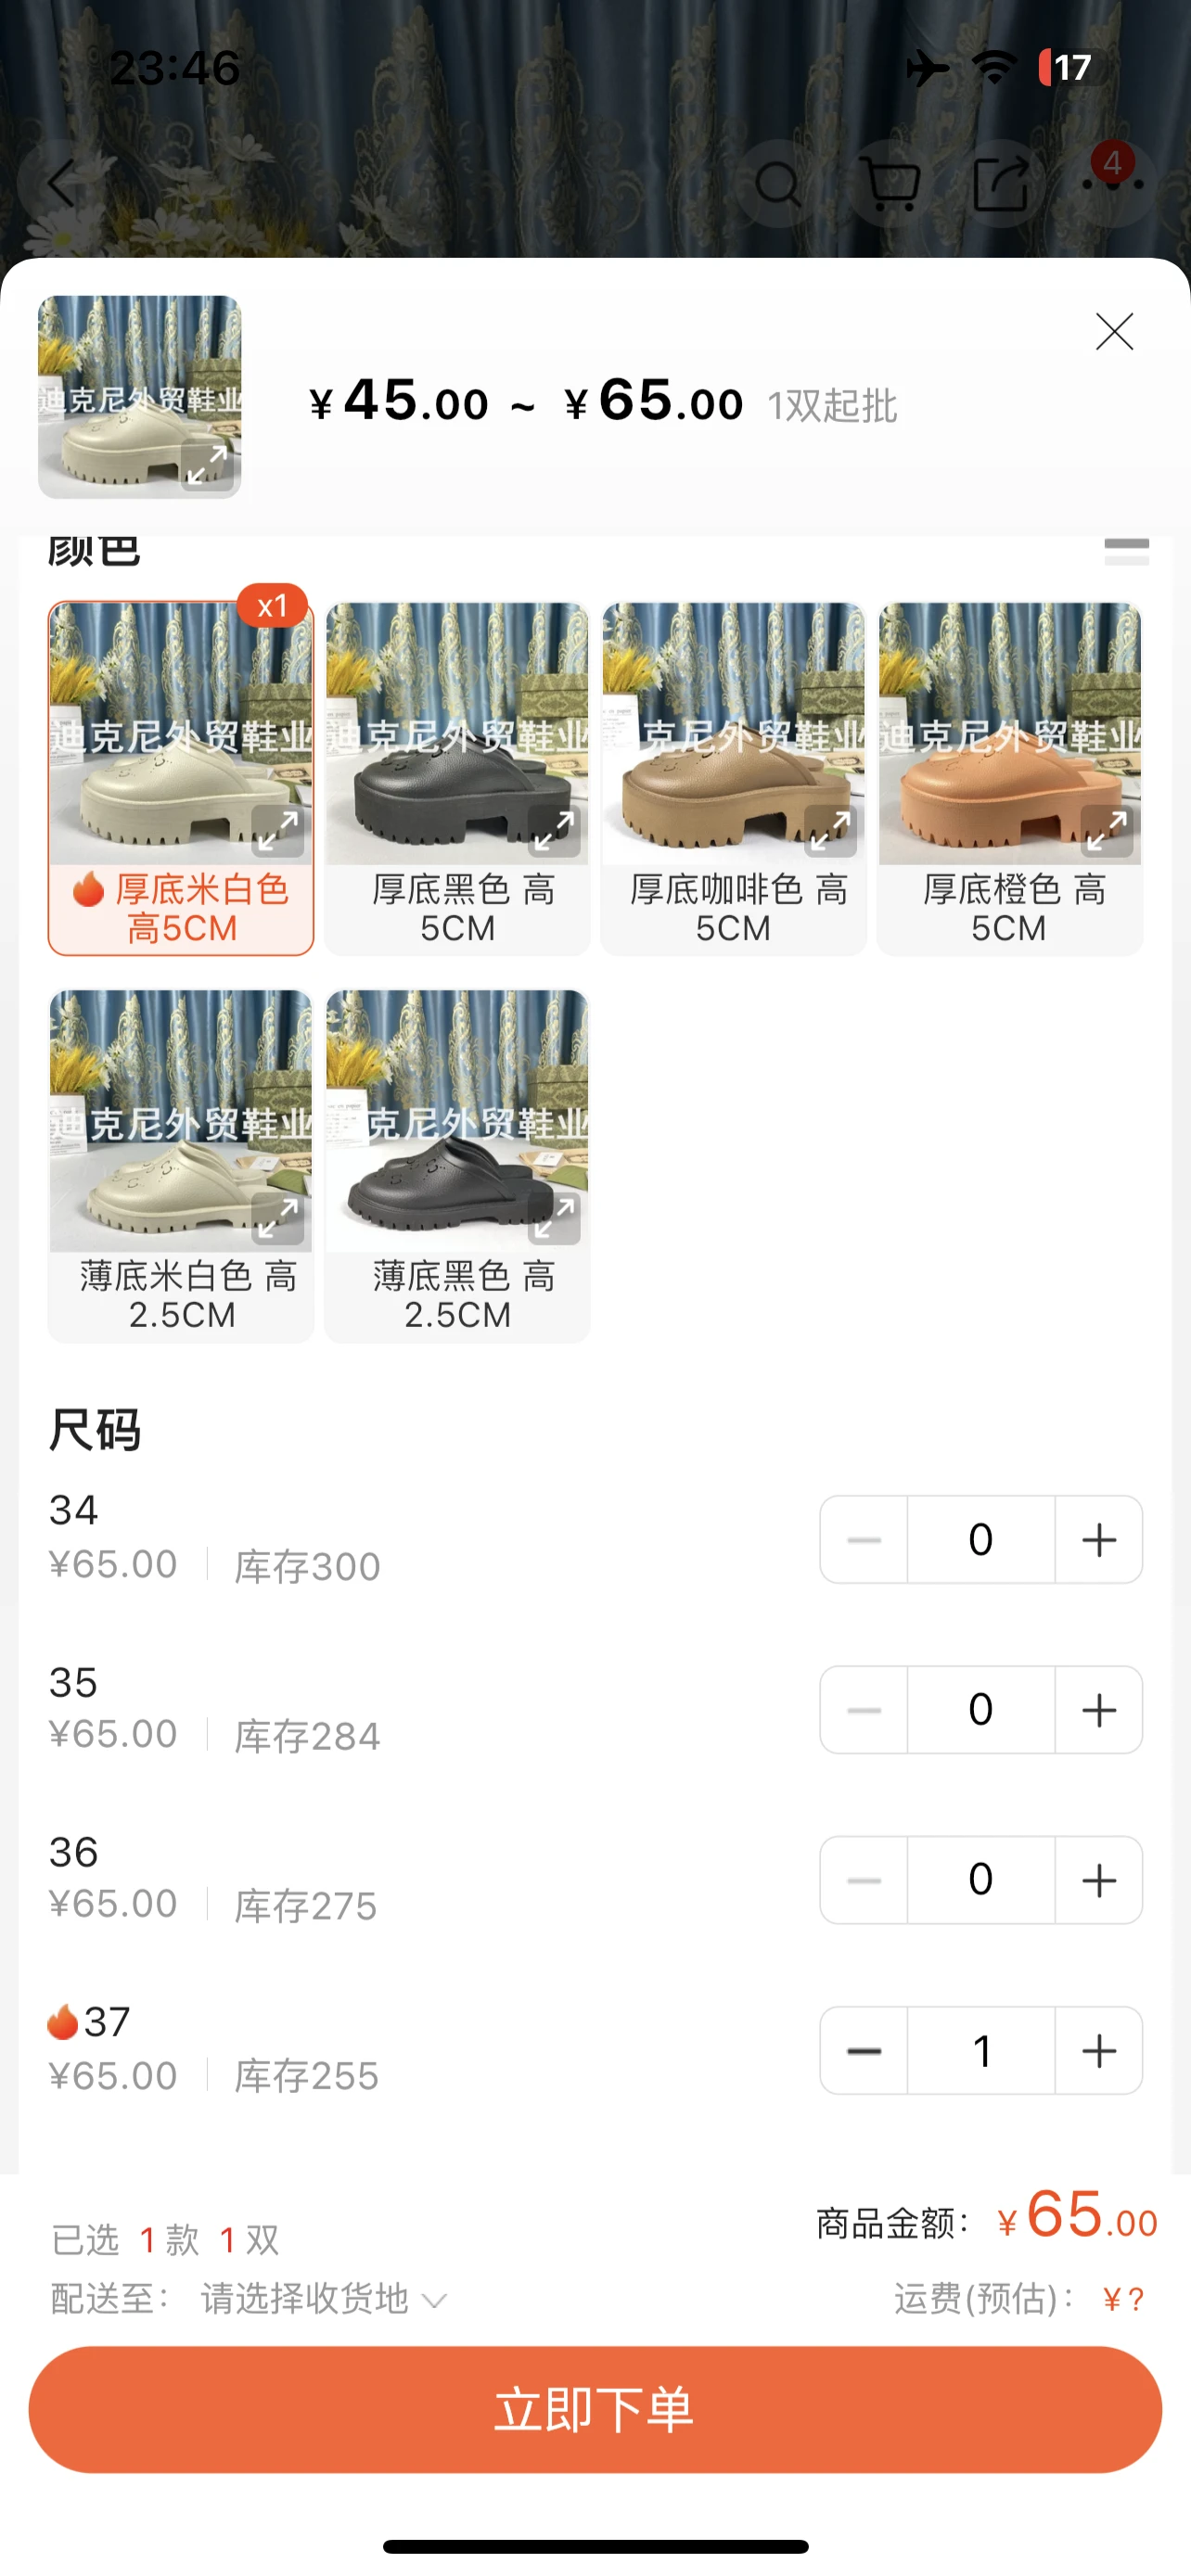 23:46
17
4
迪克尼外贸鞋业
¥45.00 ~ ¥65.00 1双起批
颜色
x1
迪克尼外贸鞋业
迪克尼外贸鞋业
克尼外贸鞋业
迪克尼外贸鞋业
厚底米白色
高5CM
厚底黑色 高
5CM
厚底咖啡色 高
5CM
厚底橙色 高
5CM
迪克尼外贸鞋业
克尼外贸鞋业
薄底米白色 高
2.5CM
薄底黑色 高
2.5CM
尺码
34
¥65.00 库存300
0
35
¥65.00 库存284
0
36
¥65.00 库存275
0
37
¥65.00 库存255
1
已选 1 款 1 双
商品金额: ¥65.00
配送至: 请选择收货地
运费(预估): ¥?
立即下单